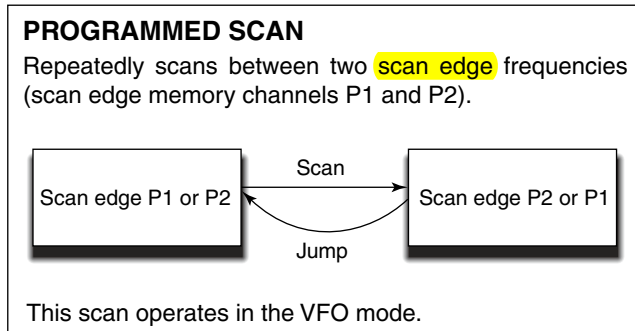 PROGRAMMED SCAN
Repeatedly scans between two scan edge frequencies
(scan edge memory channels P1 and P2).
Scan
Scan edge P1 or P2
Scan edge P2 or P1
Jump
This scan operates in the VFO mode.